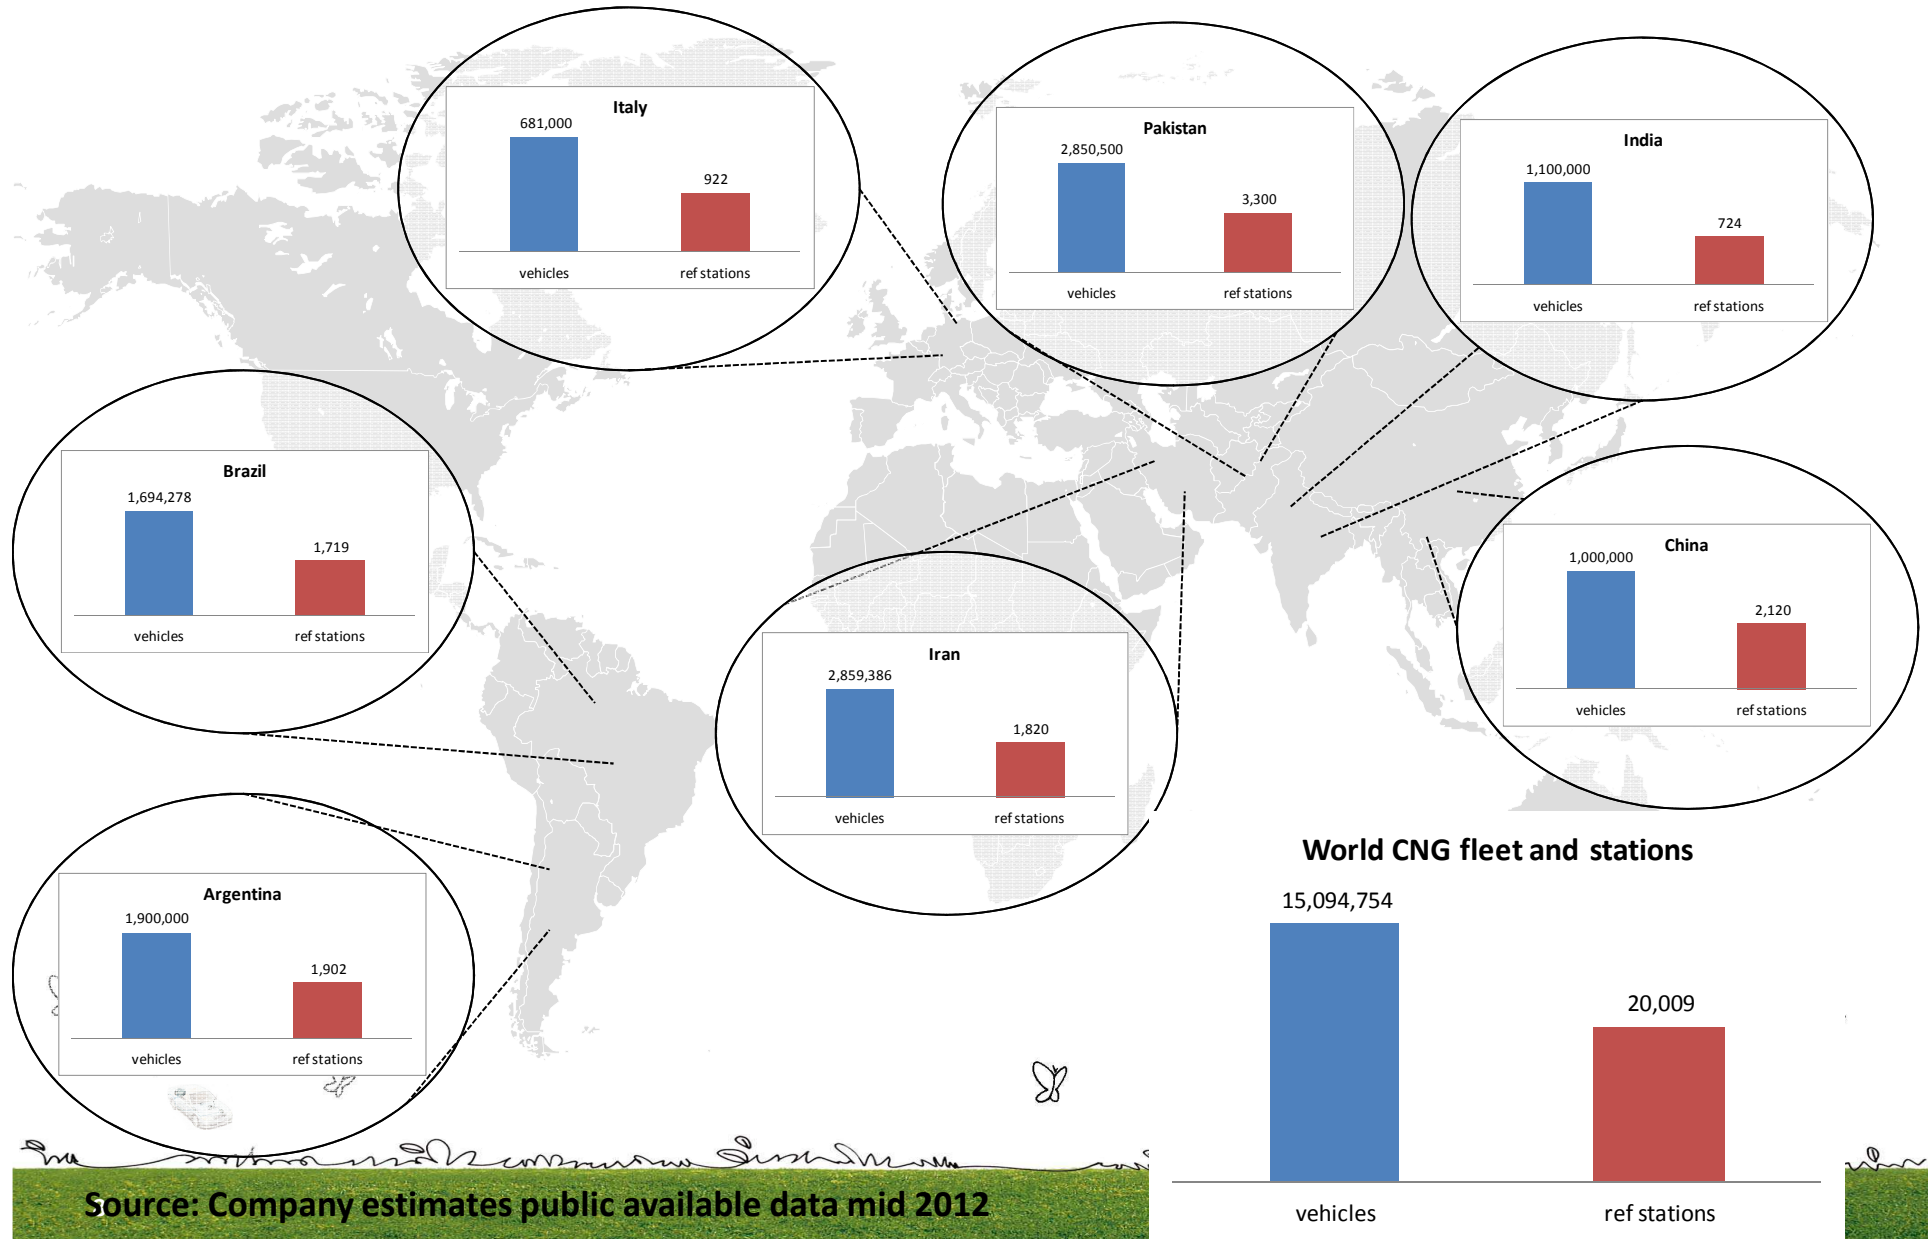 Italy
681,000
922
vehicles
ref stations
Pakistan
2,850,500
3,300
vehicles
ref stations
India
1,100,000
724
vehicles
ref stations
Brazil
1,694,278
1,719
vehicles
ref stations
Iran
2,859,386
1,820
vehicles
ref stations
China
1,000,000
2,120
vehicles
ref stations
Argentina
1,900,000
1,902
vehicles
ref stations
World CNG fleet and stations
15,094,754
20,009
vehicles
ref stations
Source: Company estimates public available data mid 2012